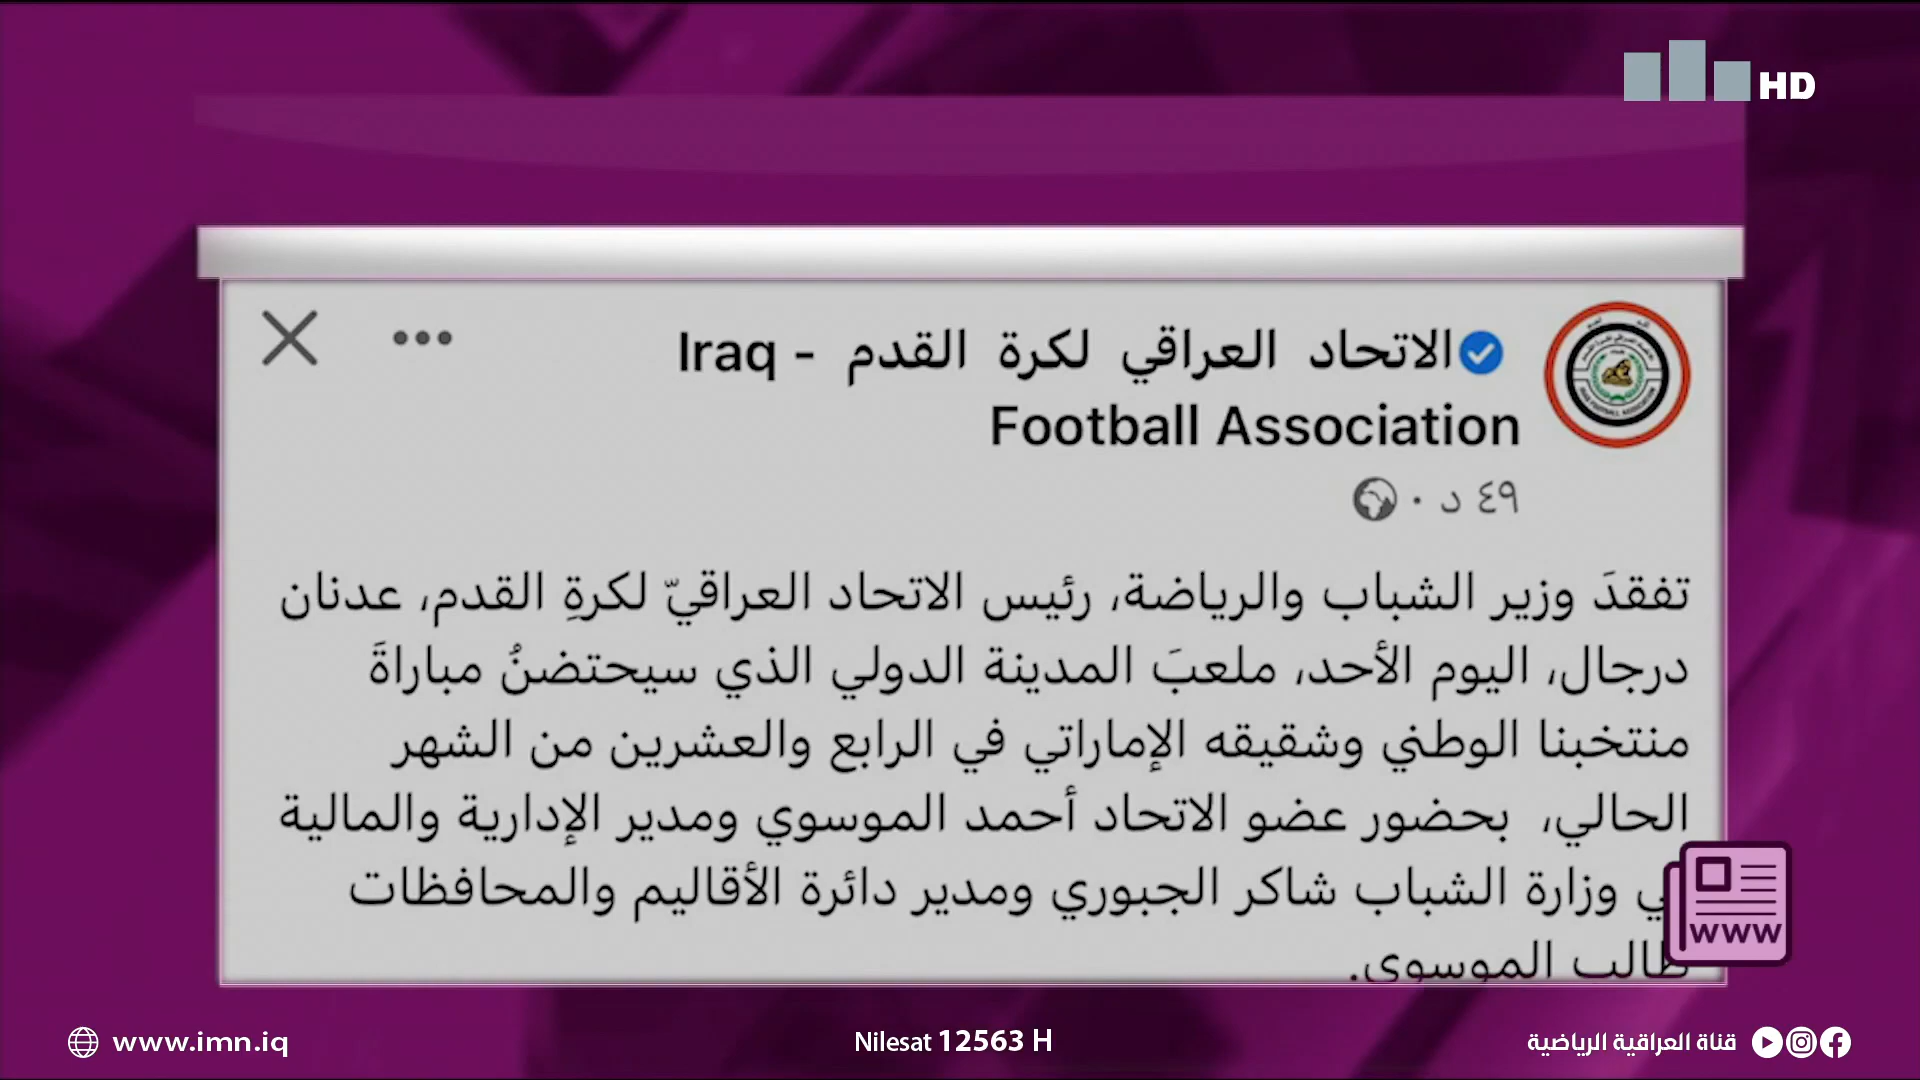 HD
الاتحاد العراقي لكرة القدم - Iraq
Football Association
٤٩ د ·
تفقدَ وزير الشباب والرياضة، رئيس الاتحاد العراقيّ لكرةِ القدم، عدنان
درجال، اليوم الأحد، ملعبَ المدينة الدولي الذي سيحتضنُ مباراةَ
منتخبنا الوطني وشقيقه الإماراتي في الرابع والعشرين من الشهر
الحالي، بحضور عضو الاتحاد أحمد الموسوي ومدير الإدارية والمالية
في وزارة الشباب شاكر الجبوري ومدير دائرة الأقاليم والمحافظات
طالب الموسوي.
www
www.imn.iq
Nilesat 12563 H
قناة العراقية الرياضية